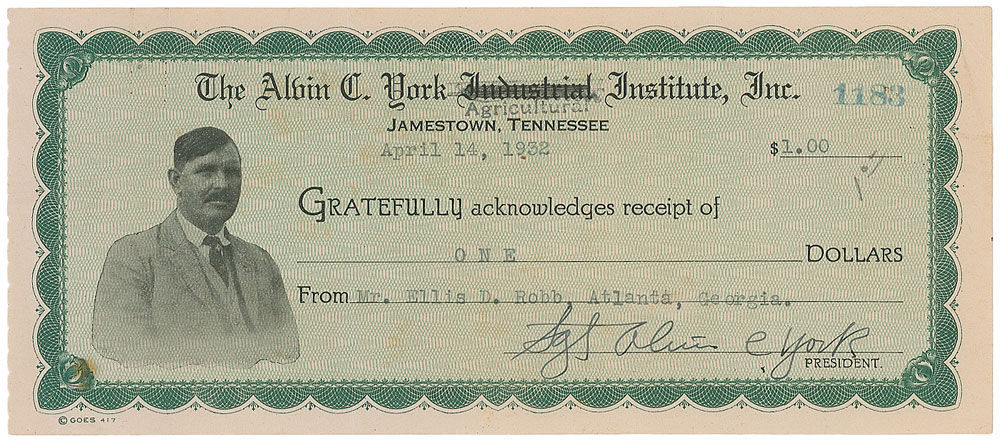 The Alvin C. York Industrial Institute, Inc.
Agricultural
1183
JAMESTOWN, TENNESSEE
April 14, 1932
$1.00
GRATEFULLY acknowledges receipt of
ONE DOLLARS
From Mr. Ellis D. Robb, Atlanta, Georgia.
Sgt Alvin C York
PRESIDENT.
© GOES 417